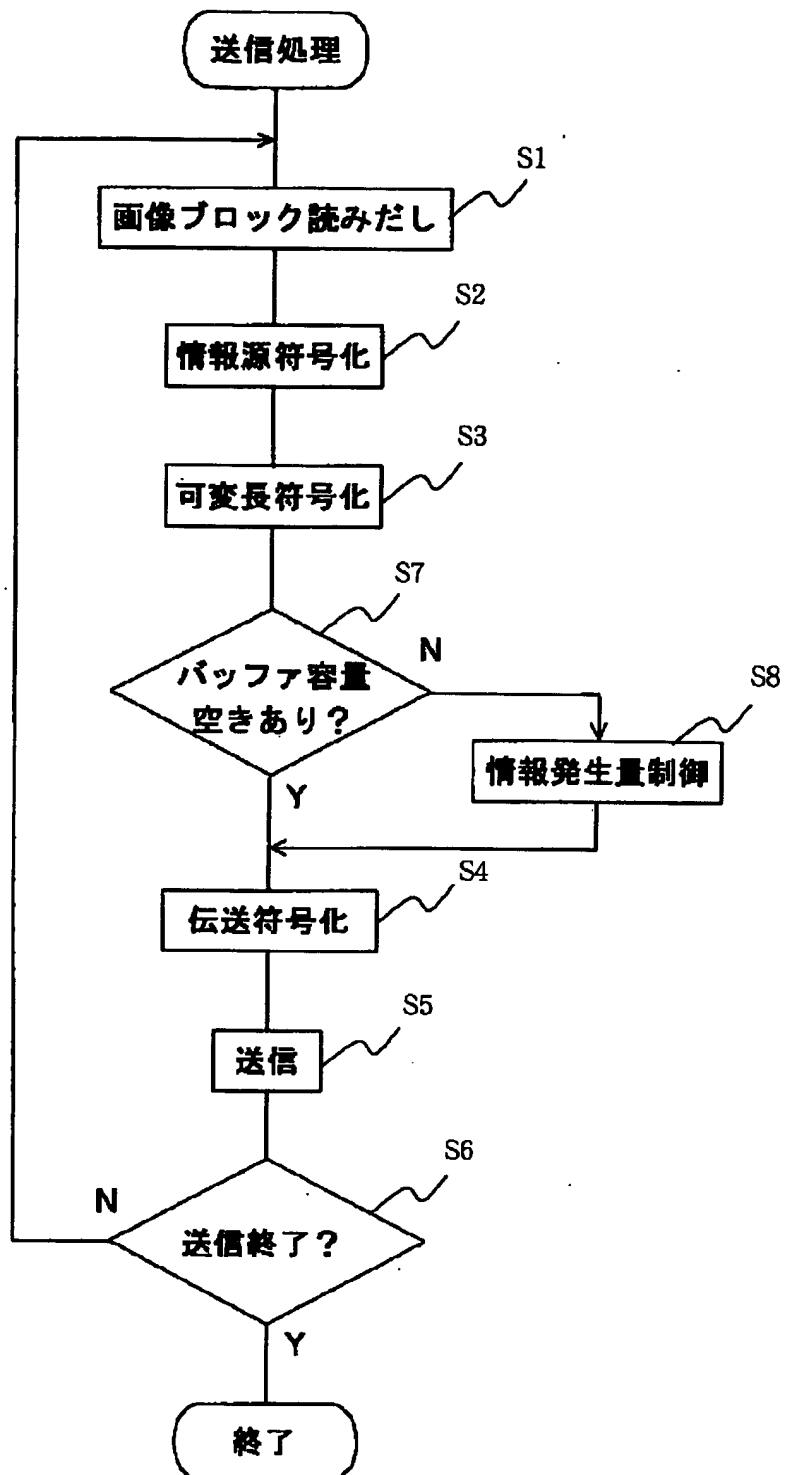 送信処理
S1
画像ブロック読みだし
S2
情報源符号化
S3
可変長符号化
S7
バッファ容量
空きあり?
N
S8
情報発生量制御
Y
S4
伝送符号化
S5
送信
S6
N
送信終了?
Y
終了